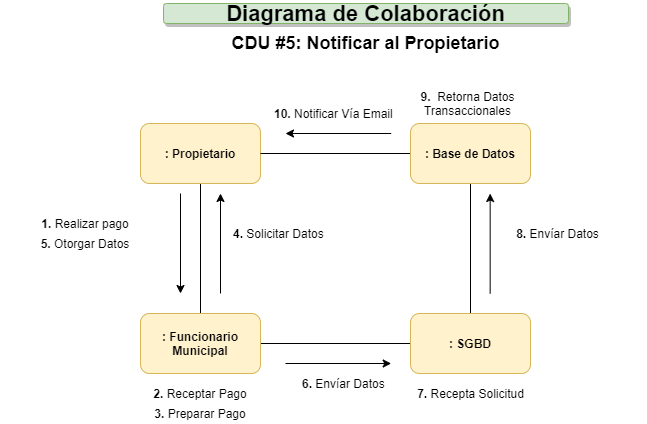 Diagrama de Colaboración
CDU #5: Notificar al Propietario
9. Retorna Datos
Transaccionales
10. Notificar Vía Email
: Propietario
: Base de Datos
1. Realizar pago
5. Otorgar Datos
4. Solicitar Datos
8. Envíar Datos
: Funcionario
Municipal
: SGBD
6. Envíar Datos
2. Receptar Pago
3. Preparar Pago
7. Recepta Solicitud